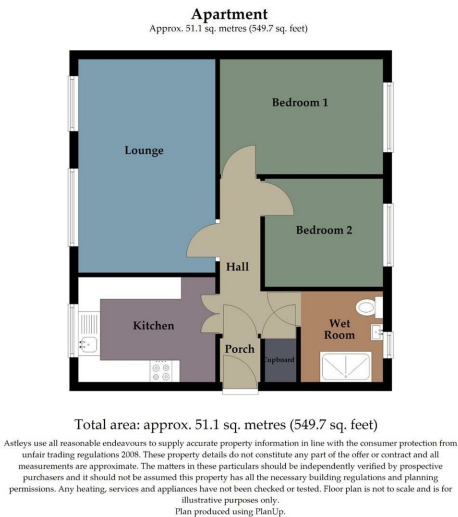 Apartment
Approx. 51.1 sq. metres (549.7 sq. feet)
Bedroom 1
Lounge
Bedroom 2
Hall
Kitchen
Wet
Room
Porch
Cupboard
Total area: approx. 51.1 sq. metres (549.7 sq. feet)
Astleys use all reasonable endeavours to supply accurate property information in line with the consumer protection from
unfair trading regulations 2008. These property details do not constitute any part of the offer or contract and all
measurements are approximate. The matters in these particulars should be independently verified by prospective
purchasers and it should not be assumed this property has all the necessary building regulations and planning
permissions. Any heating, services and appliances have not been checked or tested. Floor plan is not to scale and is for
illustrative purposes only.
Plan produced using PlanUp.